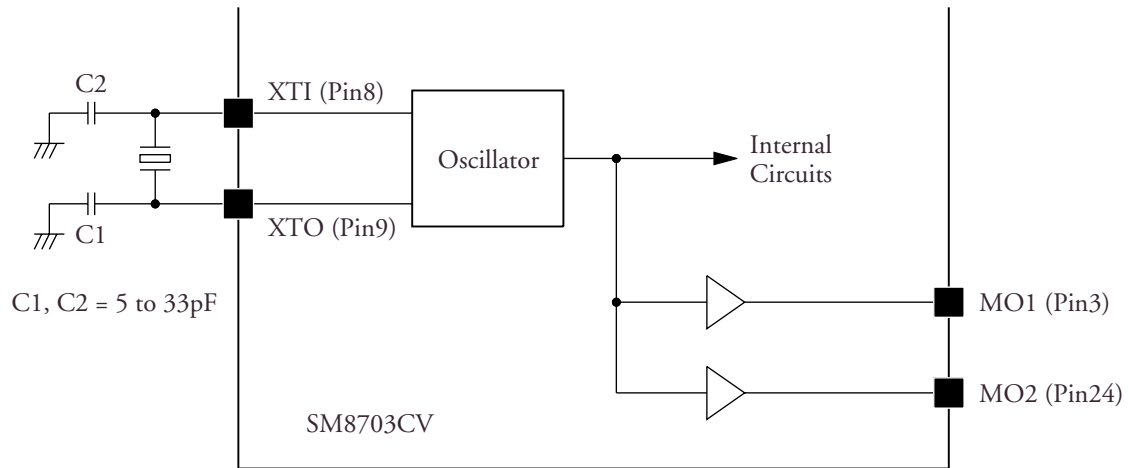 C2
XTI (Pin8)
Oscillator
Internal
Circuits
XTO (Pin9)
C1
C1, C2 = 5 to 33pF
MO1 (Pin3)
MO2 (Pin24)
SM8703CV